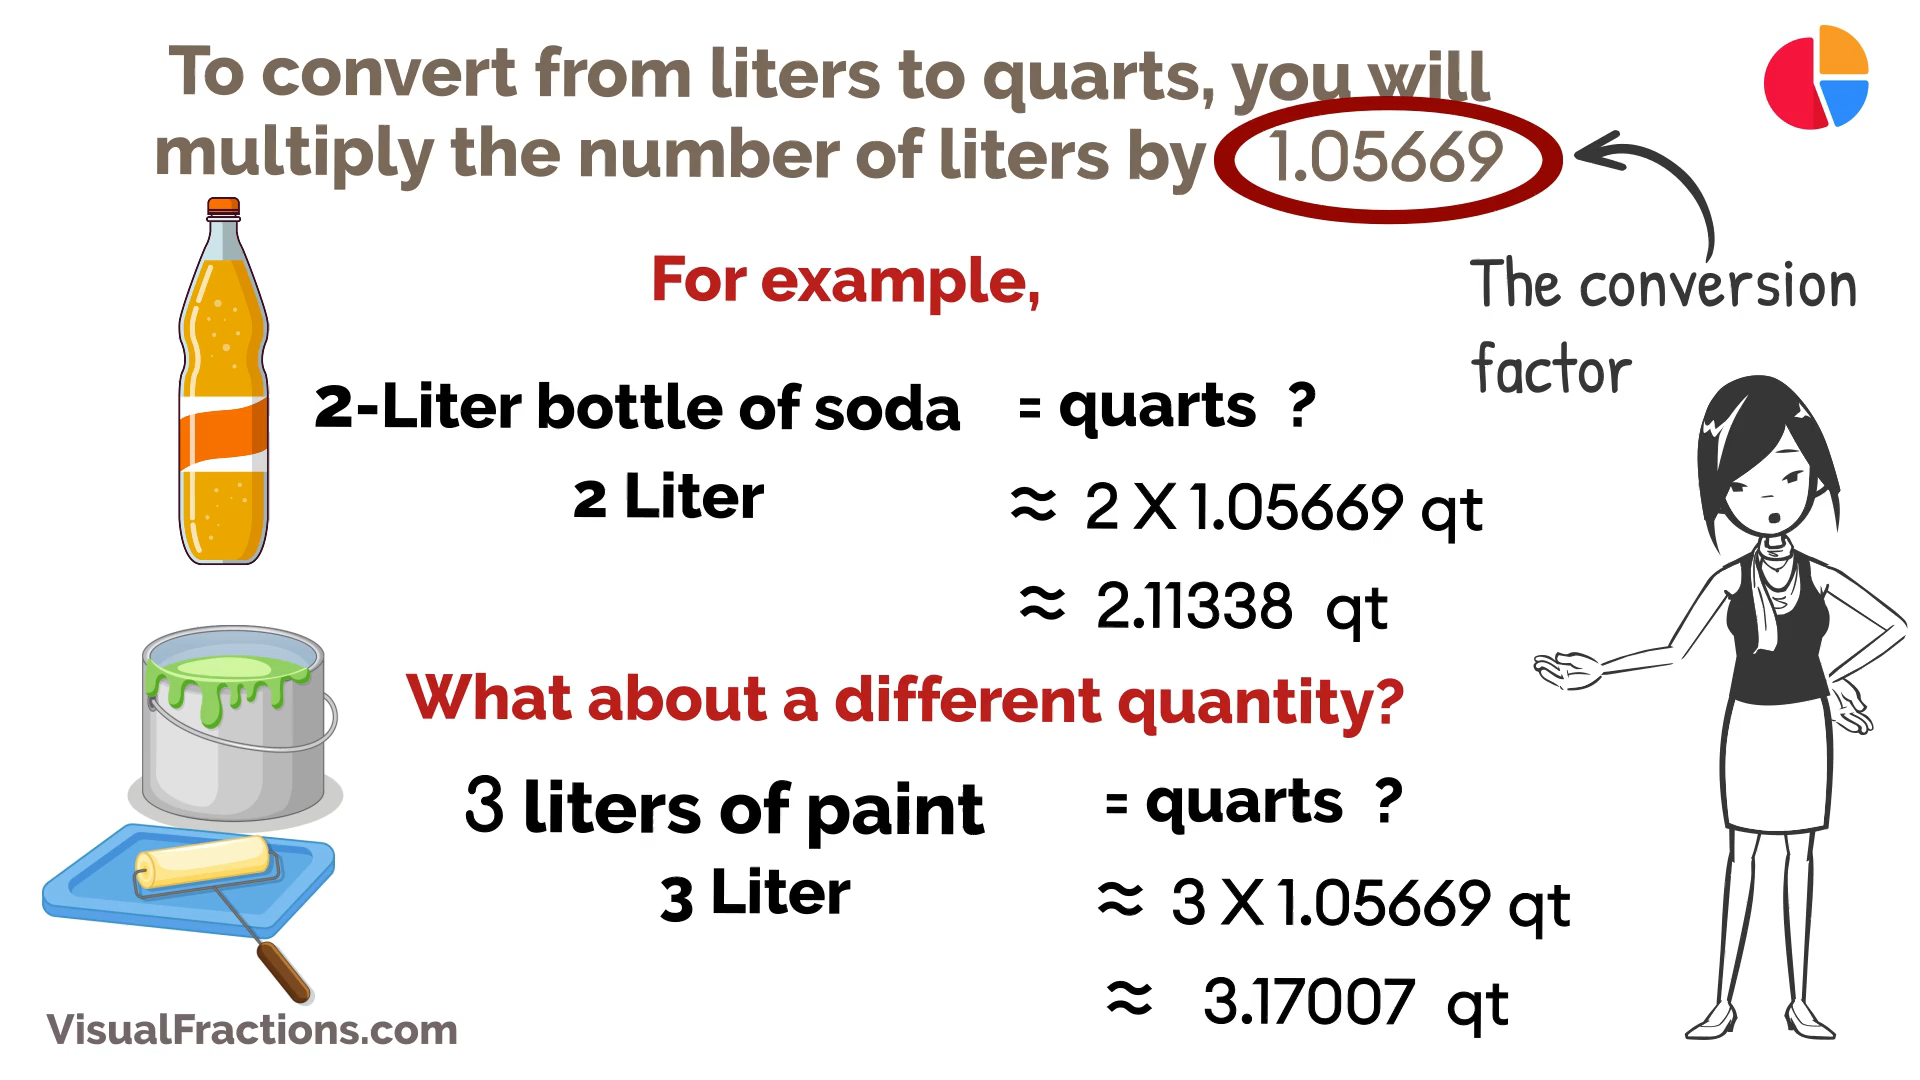 To convert from liters to quarts, you will
multiply the number of liters by 1.05669
The conversion
factor
For example,
2-Liter bottle of soda = quarts ?
2 Liter ≈ 2 X 1.05669 qt
≈ 2.11338 qt
What about a different quantity?
3 liters of paint = quarts ?
3 Liter ≈ 3 X 1.05669 qt
≈ 3.17007 qt
VisualFractions.com